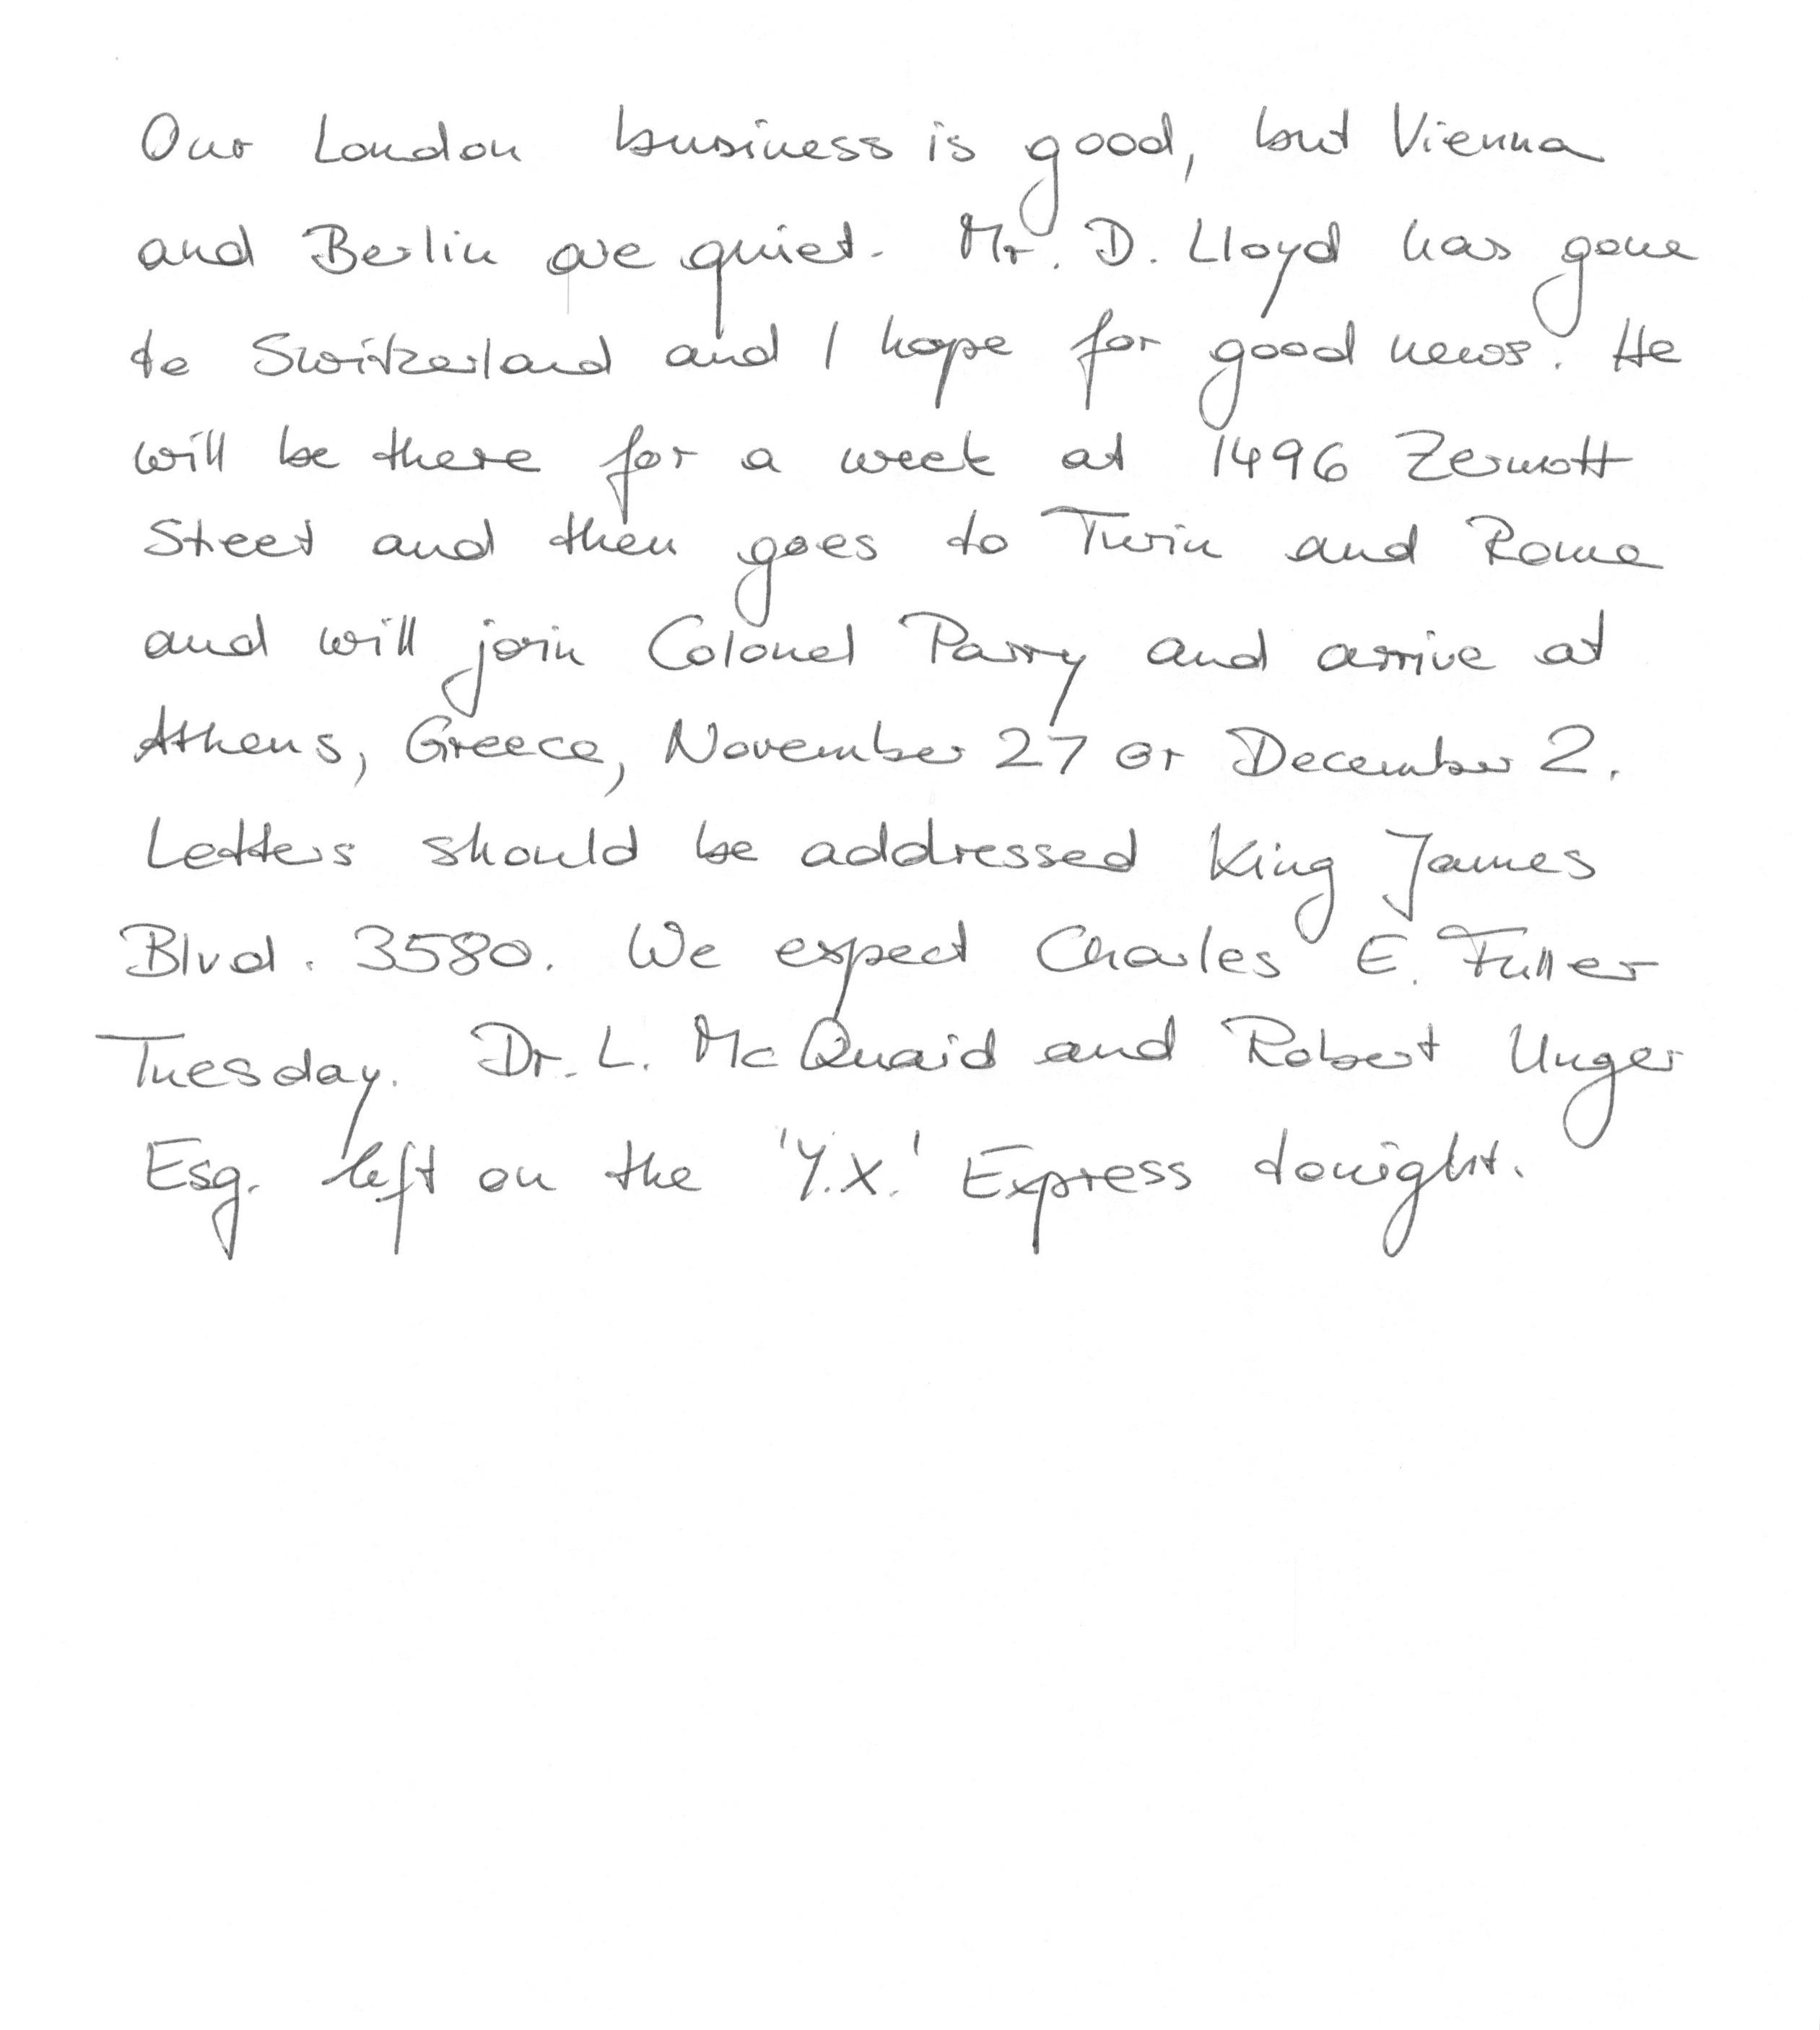 Our London business is good, but Vienna
and Berlin are quiet. Mr. D. Lloyd has gone
to Switzerland and I hope for good news. He
will be there for a week at 1496 Zermott
Street and then goes to Turin and Rome
and will join Colonel Parry and arrive at
Athens, Greece, November 27 or December 2.
Letters should be addressed King James
Blvd. 3580. We expect Charles E. Fuller
Tuesday. Dr. L. McQuaid and Robert Unger
Esg. left on the 'Y.X.' Express tonight.